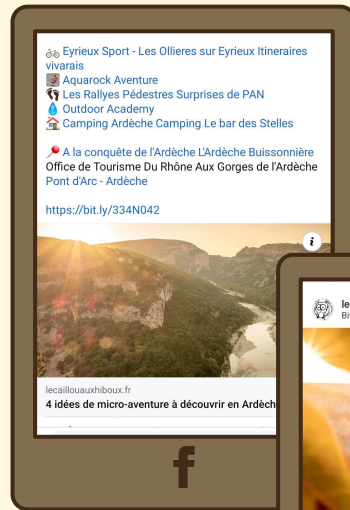 🚲 Eyrieux Sport - Les Ollieres sur Eyrieux Itineraires
vivarais
Aquarock Aventure
👣 Les Rallyes Pédestres Surprises de PAN
💧 Outdoor Academy
🏠 Camping Ardèche Camping Le bar des Stelles
📍 A la conquête de l'Ardèche L'Ardèche Buissonnière
Office de Tourisme Du Rhône Aux Gorges de l'Ardèche
Pont d'Arc - Ardèche
https://bit.ly/334N042
i
lecaillouauxhiboux.fr
4 idées de micro-aventure à découvrir en Ardèch
le
f